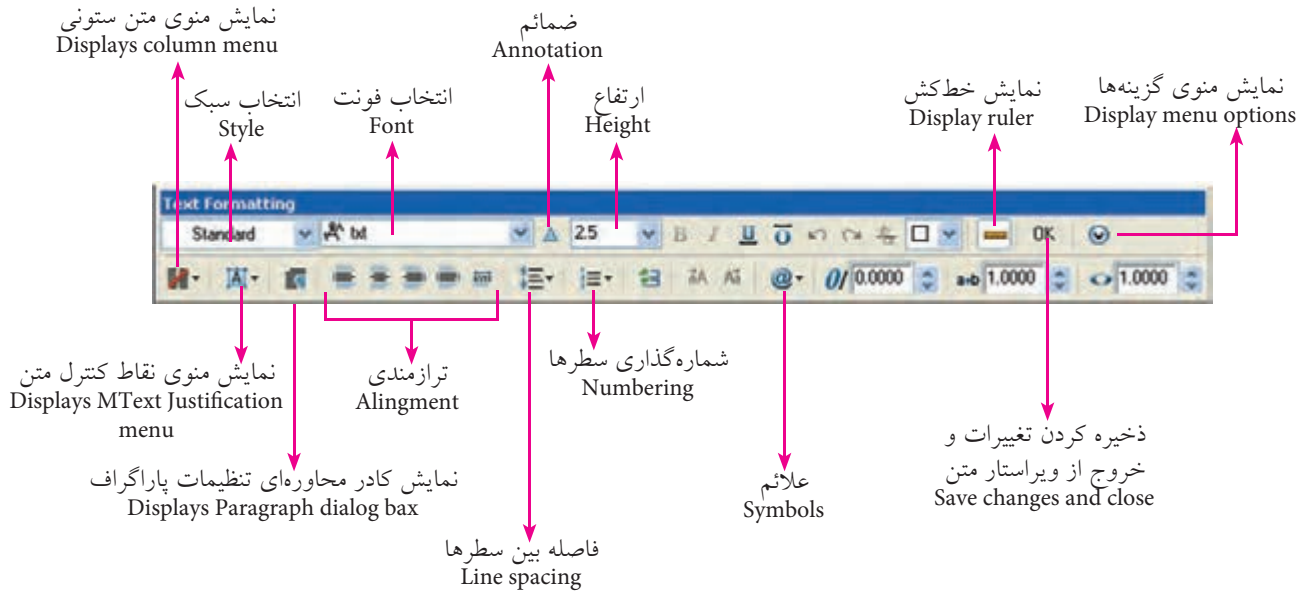 نمایش منوی متن ستونی
Displays column menu
انتخاب سبک
Style
انتخاب فونت
Font
ضمائم
Annotation
ارتفاع
Height
نمایش خط‌کش
Display ruler
نمایش منوی گزینه‌ها
Display menu options
Text Formatting
Standard
txt
2.5
B I U O
OK
@
0/ 0.0000
a•b 1.0000
1.0000
نمایش منوی نقاط کنترل متن
Displays MText Justification
menu
ترازمندی
Alingment
شماره‌گذاری سطرها
Numbering
نمایش کادر محاوره‌ای تنظیمات پاراگراف
Displays Paragraph dialog bax
فاصله بین سطرها
Line spacing
علائم
Symbols
ذخیره کردن تغییرات و
خروج از ویراستار متن
Save changes and close